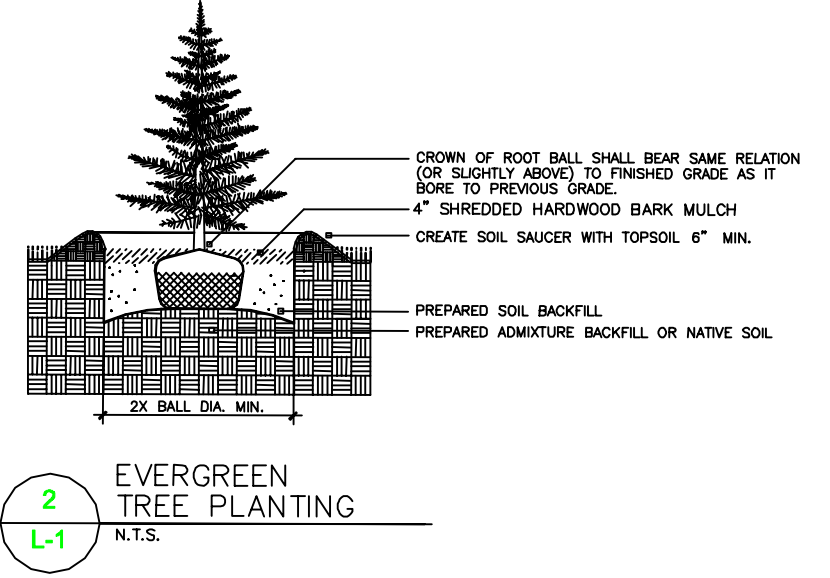 CROWN OF ROOT BALL SHALL BEAR SAME RELATION
(OR SLIGHTLY ABOVE) TO FINISHED GRADE AS IT
BORE TO PREVIOUS GRADE.
4" SHREDDED HARDWOOD BARK MULCH
CREATE SOIL SAUCER WITH TOPSOIL 6" MIN.
PREPARED SOIL BACKFILL
PREPARED ADMIXTURE BACKFILL OR NATIVE SOIL
2X BALL DIA. MIN.
EVERGREEN
TREE PLANTING
2
L-1
N.T.S.